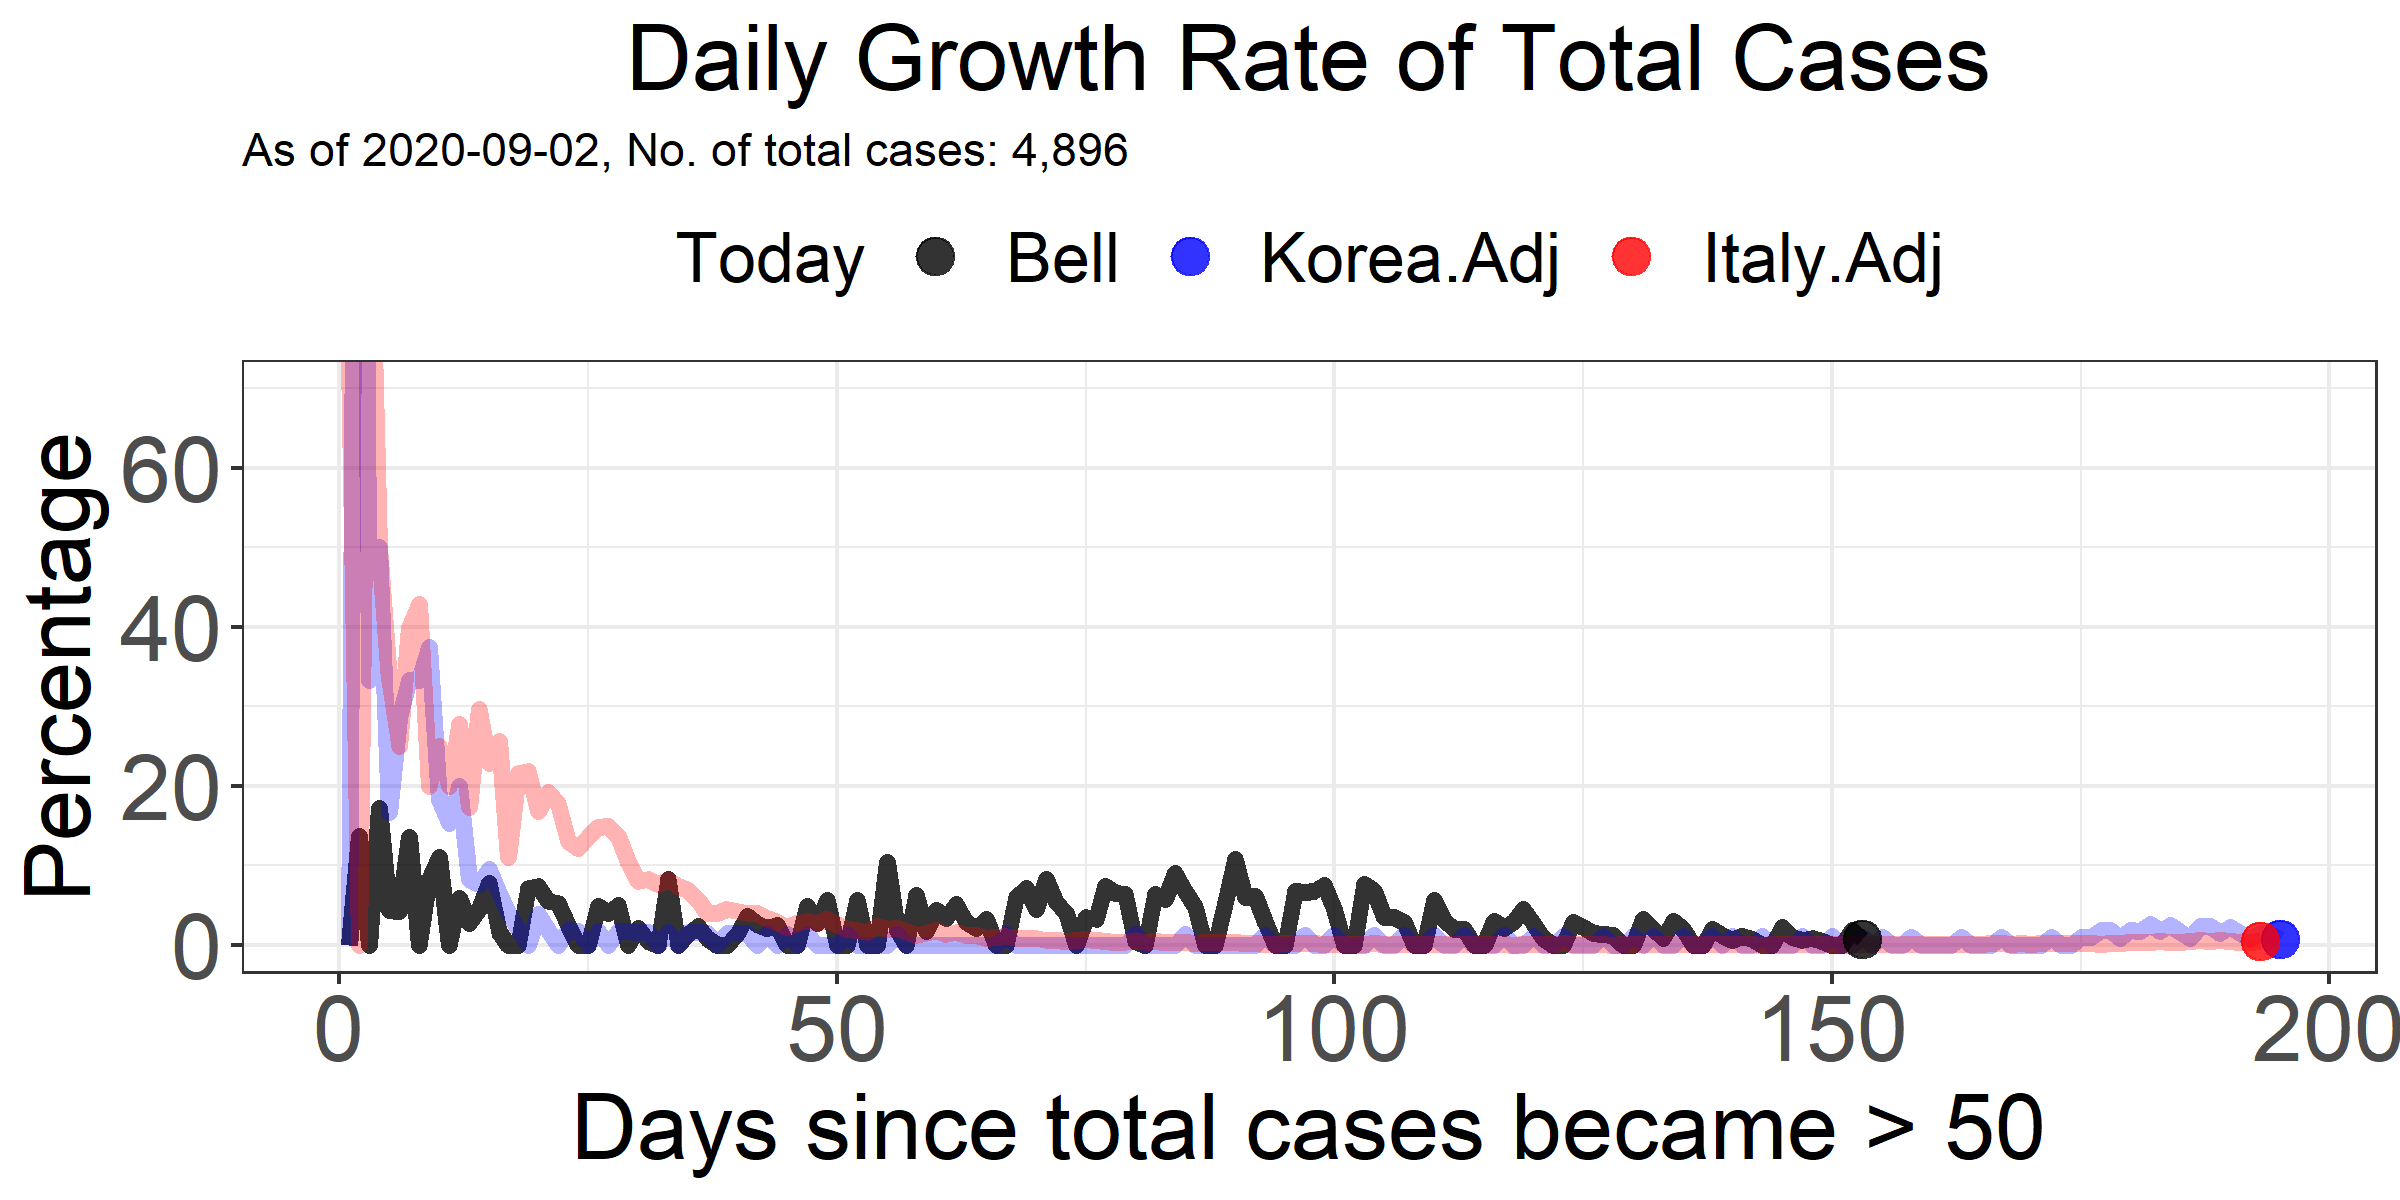 Daily Growth Rate of Total Cases
As of 2020-09-02, No. of total cases: 4,896
Today Bell Korea.Adj Italy.Adj
Percentage
60
40
20
0
0 50 100 150 200
Days since total cases became > 50